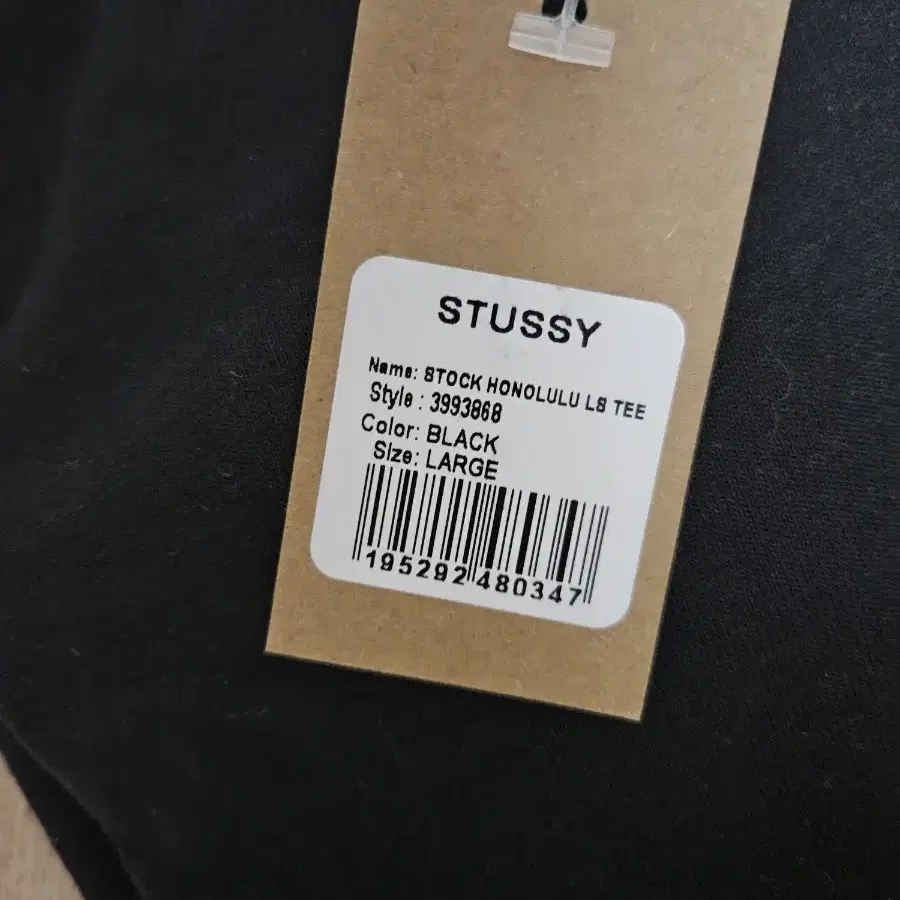 STUSSY
Name: STOCK HONOLULU LS TEE
Style : 3993868
Color: BLACK
Size: LARGE
195292 480347